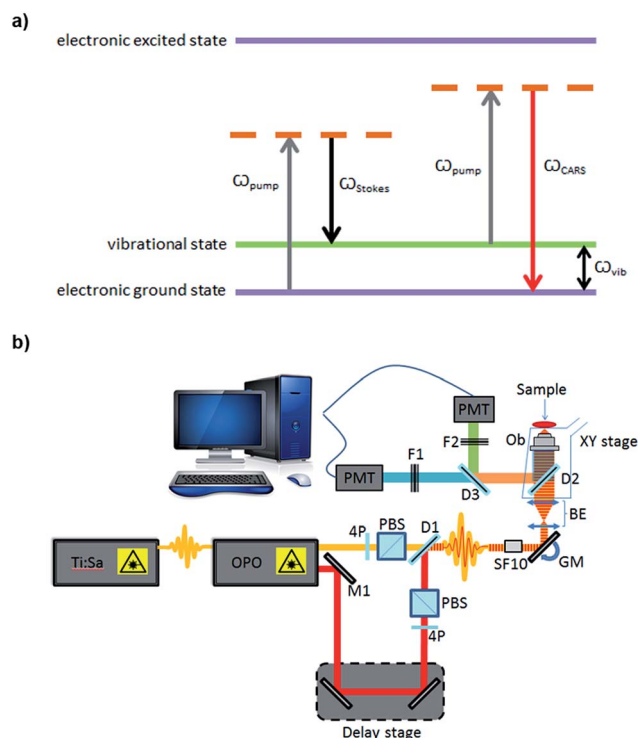 a)
electronic excited state
ωpump
ωStokes
ωpump
ωCARS
vibrational state
ωvib
electronic ground state
b)
Sample
PMT
Ob
XY stage
F2
F1
PMT
D3
D2
BE
4P
PBS
D1
Ti:Sa
OPO
SF10
GM
M1
PBS
4P
Delay stage